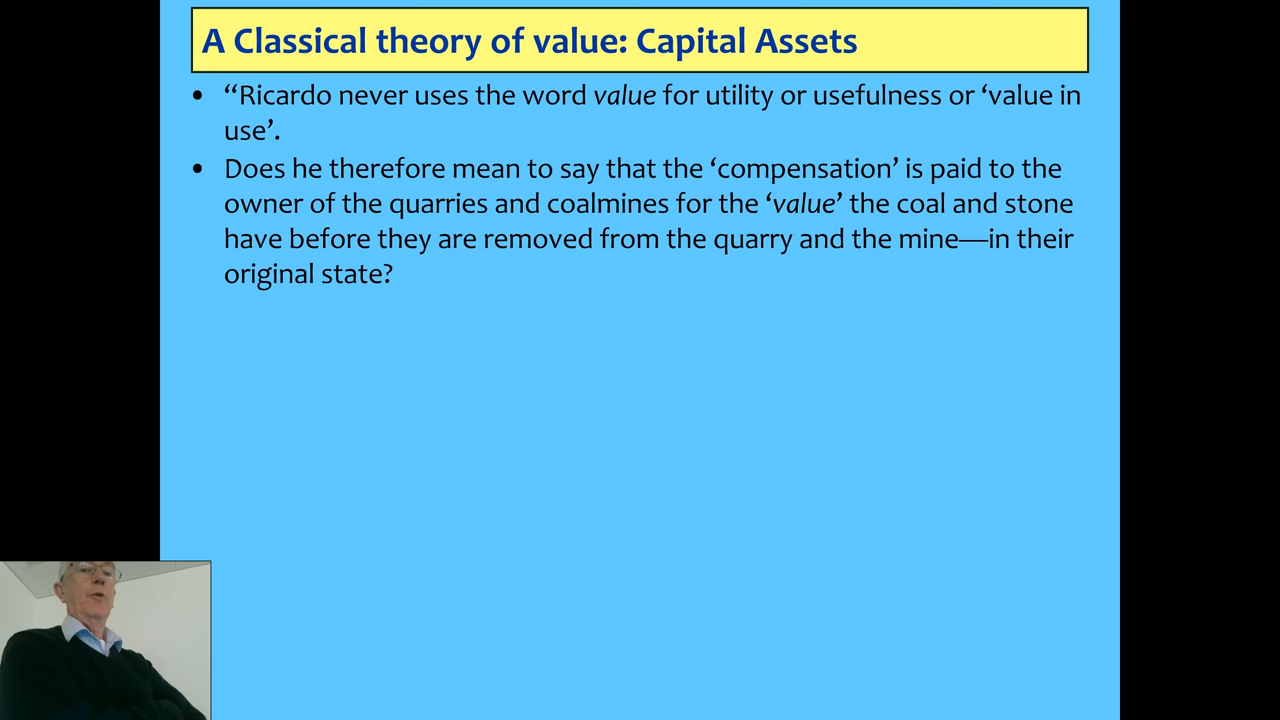 A Classical theory of value: Capital Assets
• “Ricardo never uses the word value for utility or usefulness or ‘value in
use’.
• Does he therefore mean to say that the ‘compensation’ is paid to the
owner of the quarries and coalmines for the ‘value’ the coal and stone
have before they are removed from the quarry and the mine—in their
original state?